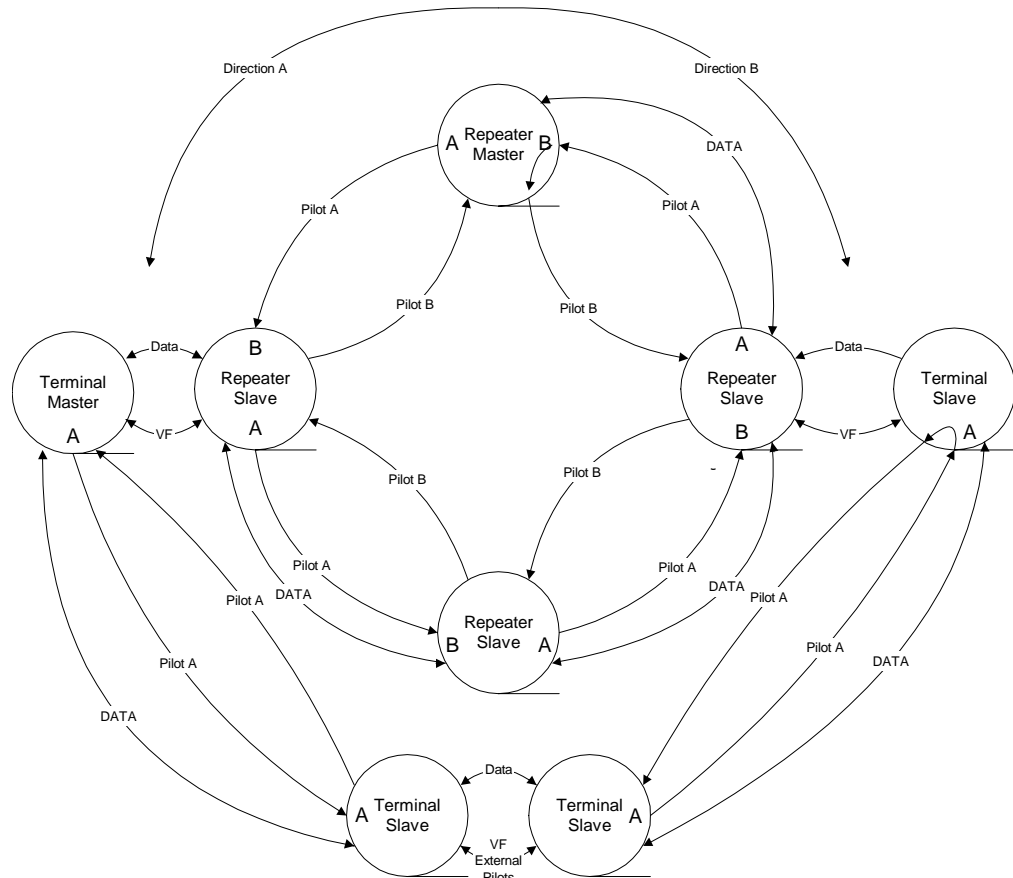 Direction A
Direction B
A
Repeater
Master
B
DATA
Pilot A
Pilot A
Pilot B
Pilot B
Terminal
Master
A
Data
VF
B
Repeater
Slave
A
A
Repeater
Slave
B
Data
VF
Terminal
Slave
A
Pilot B
Pilot B
Pilot A
DATA
Pilot A
DATA
Pilot A
Pilot A
B
Repeater
Slave
A
Pilot A
Pilot A
DATA
DATA
A
Terminal
Slave
Data
VF
External
Pilots
Terminal
Slave
A